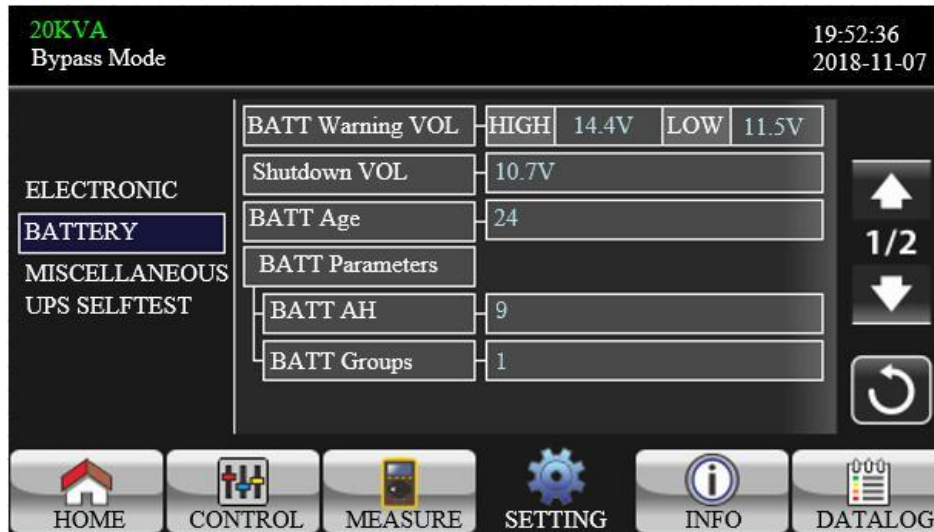 20KVA
Bypass Mode
19:52:36
2018-11-07
ELECTRONIC
BATTERY
MISCELLANEOUS
UPS SELFTEST
BATT Warning VOL HIGH 14.4V LOW 11.5V
Shutdown VOL 10.7V
BATT Age 24
BATT Parameters
BATT AH 9
BATT Groups 1
1/2
HOME CONTROL MEASURE SETTING INFO DATALOG